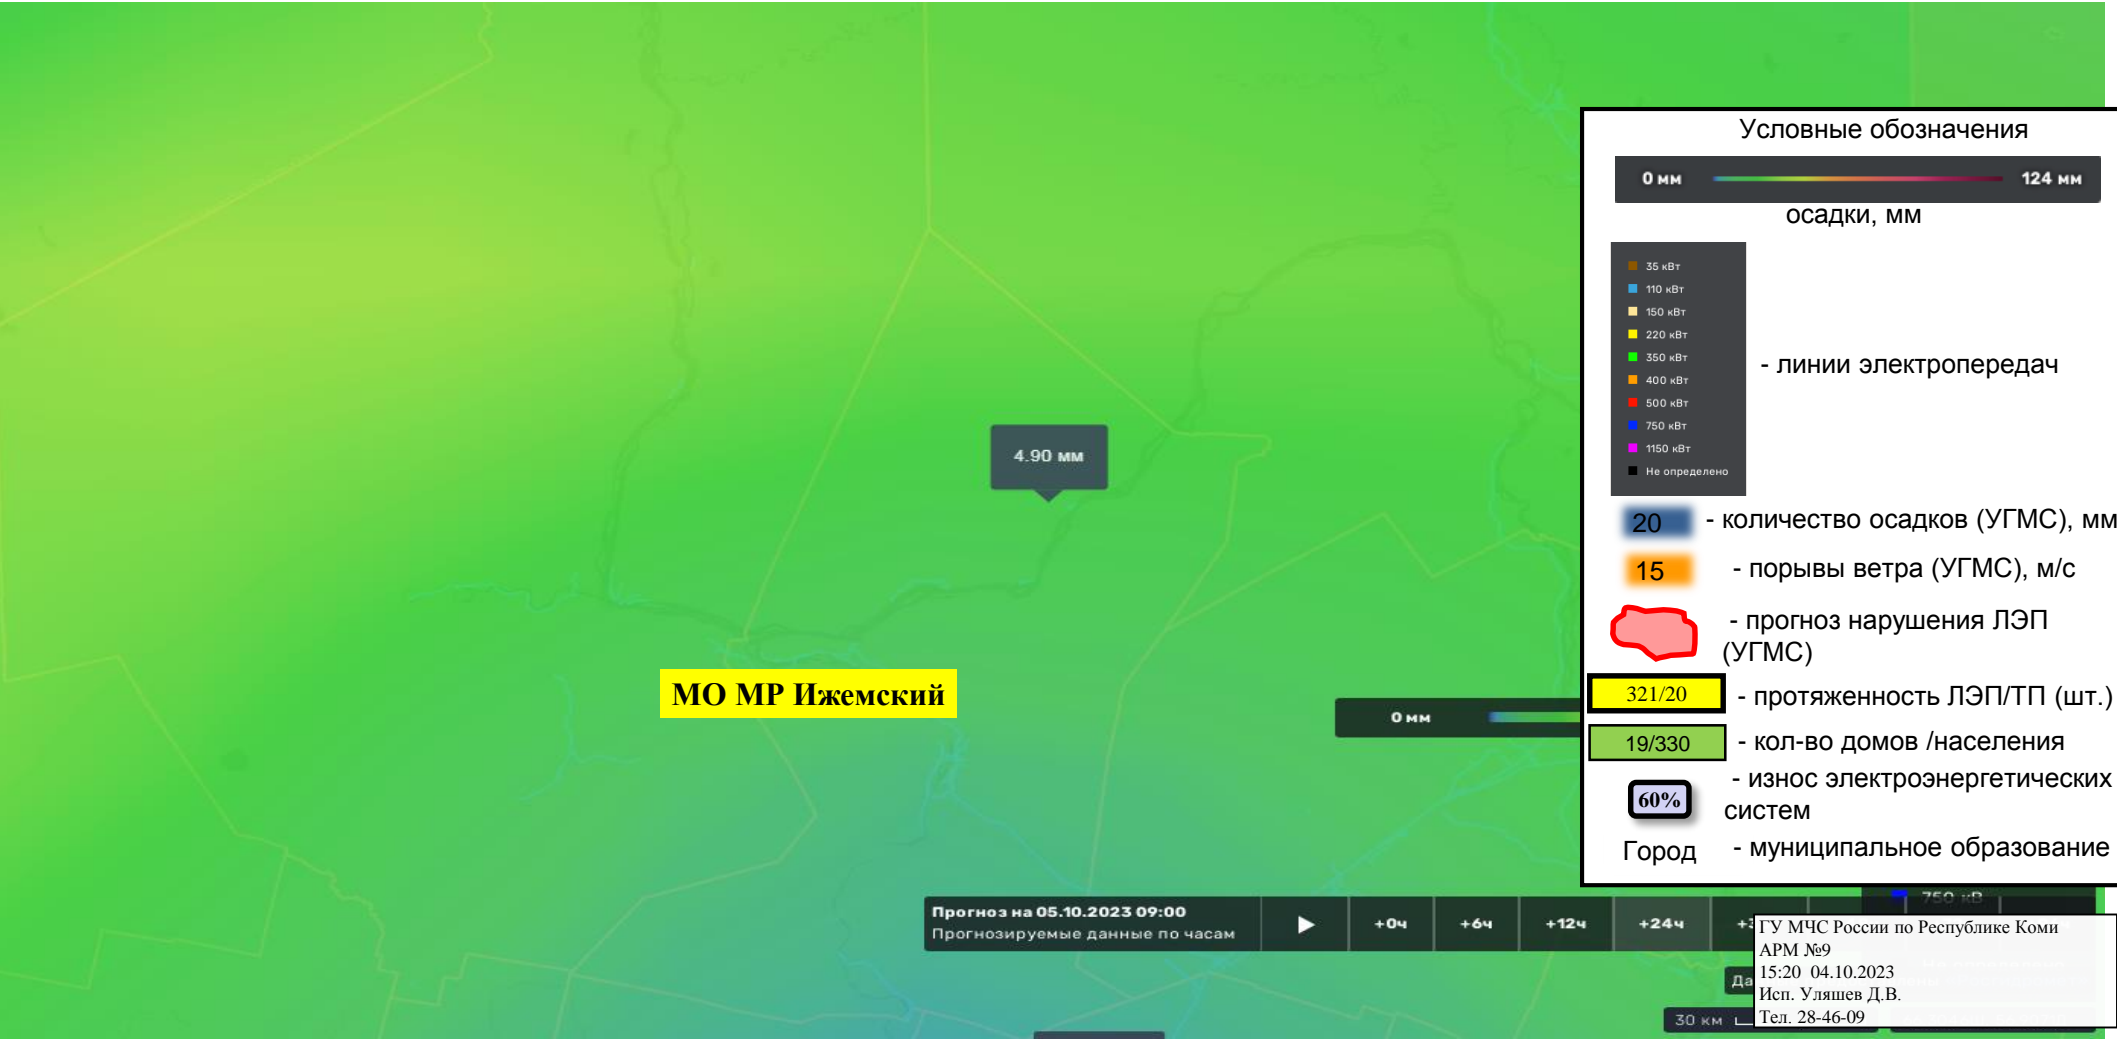 Условные обозначения
0 мм 124 мм
осадки, мм
35 кВт
110 кВт
150 кВт
220 кВт
350 кВт
400 кВт
500 кВт
750 кВт
1150 кВт
Не определено
- линии электропередач
20 - количество осадков (УГМС), мм
15 - порывы ветра (УГМС), м/с
- прогноз нарушения ЛЭП
(УГМС)
321/20 - протяженность ЛЭП/ТП (шт.)
19/330 - кол-во домов /населения
60% - износ электроэнергетических
систем
Город - муниципальное образование
4.90 мм
МО МР Ижемский
0 мм
750 кВ
Прогноз на 05.10.2023 09:00
Прогнозируемые данные по часам
+0ч +6ч +12ч +24ч
ГУ МЧС России по Республике Коми
АРМ №9
15:20 04.10.2023
Исп. Уляшев Д.В.
Тел. 28-46-09
30 км